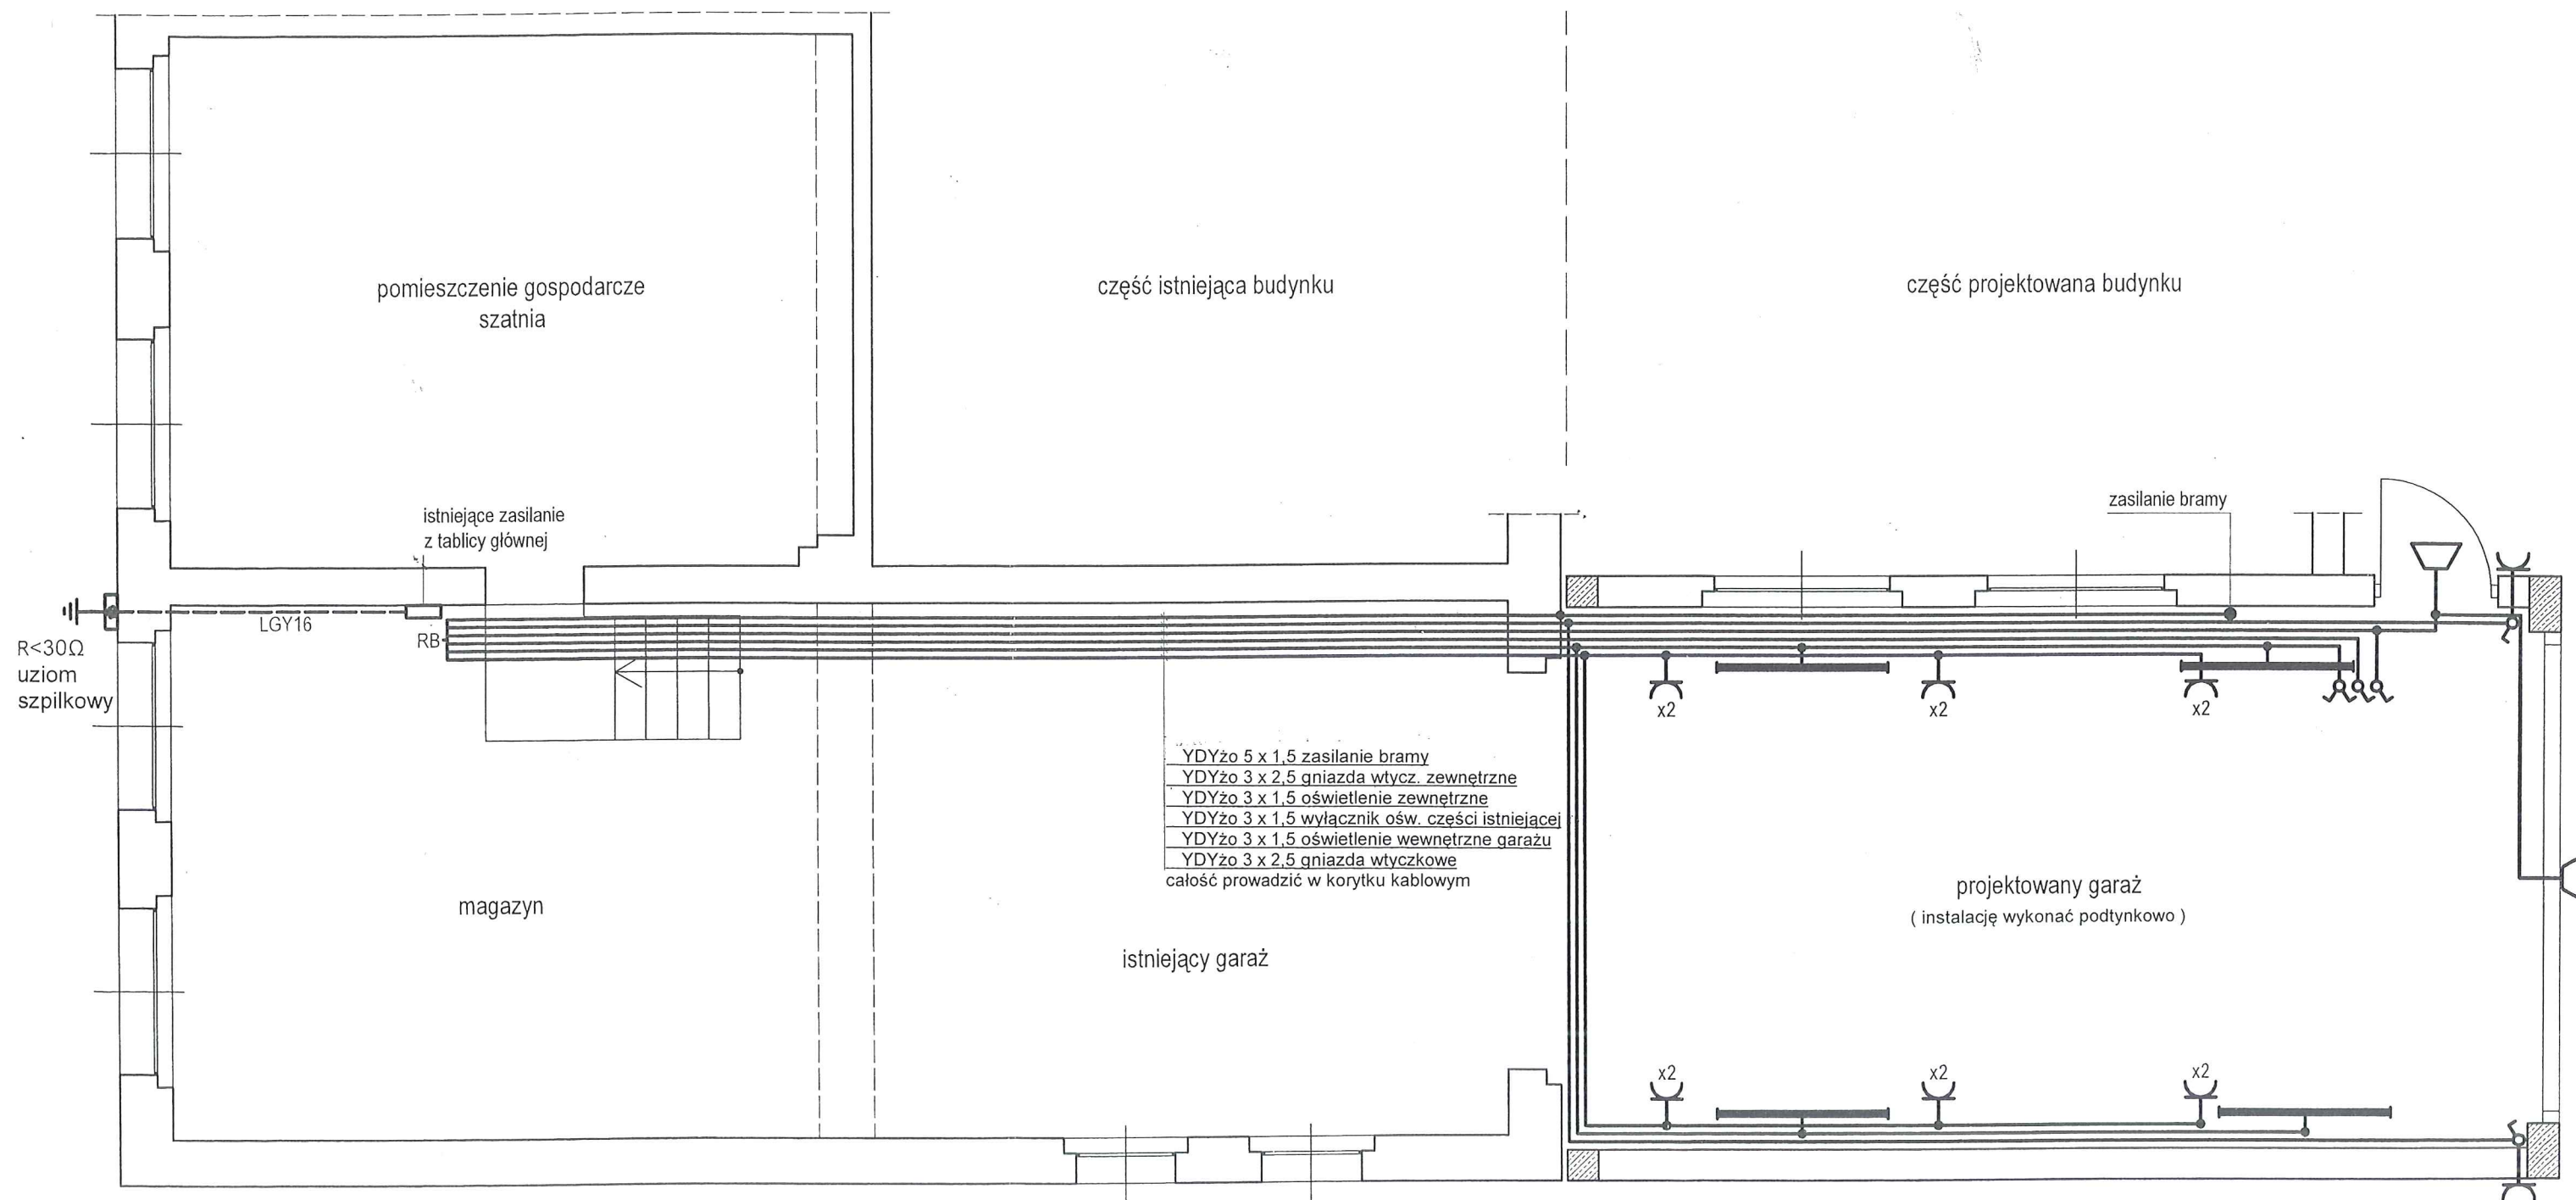 pomieszczenie gospodarcze
szatnia
część istniejąca budynku
część projektowana budynku
istniejące zasilanie
z tablicy głównej
zasilanie bramy
LGY16
RB
R<30Ω
uziom
szpilkowy
x2
x2
x2
YDYżo 5 x 1,5 zasilanie bramy
YDYżo 3 x 2,5 gniazda wtycz. zewnętrzne
YDYżo 3 x 1,5 oświetlenie zewnętrzne
YDYżo 3 x 1,5 wyłącznik ośw. części istniejącej
YDYżo 3 x 1,5 oświetlenie wewnętrzne garażu
YDYżo 3 x 2,5 gniazda wtyczkowe
całość prowadzić w korytku kablowym
magazyn
istniejący garaż
projektowany garaż
( instalację wykonać podtynkowo )
x2
x2
x2